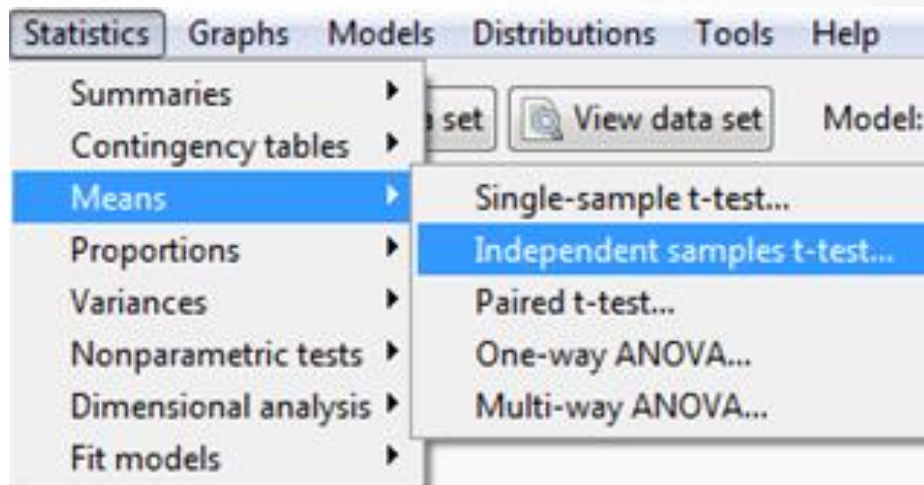 Statistics Graphs Models Distributions Tools Help
set View data set Model:
Summaries
Contingency tables
Means
Proportions
Variances
Nonparametric tests
Dimensional analysis
Fit models
Single-sample t-test...
Independent samples t-test...
Paired t-test...
One-way ANOVA...
Multi-way ANOVA...